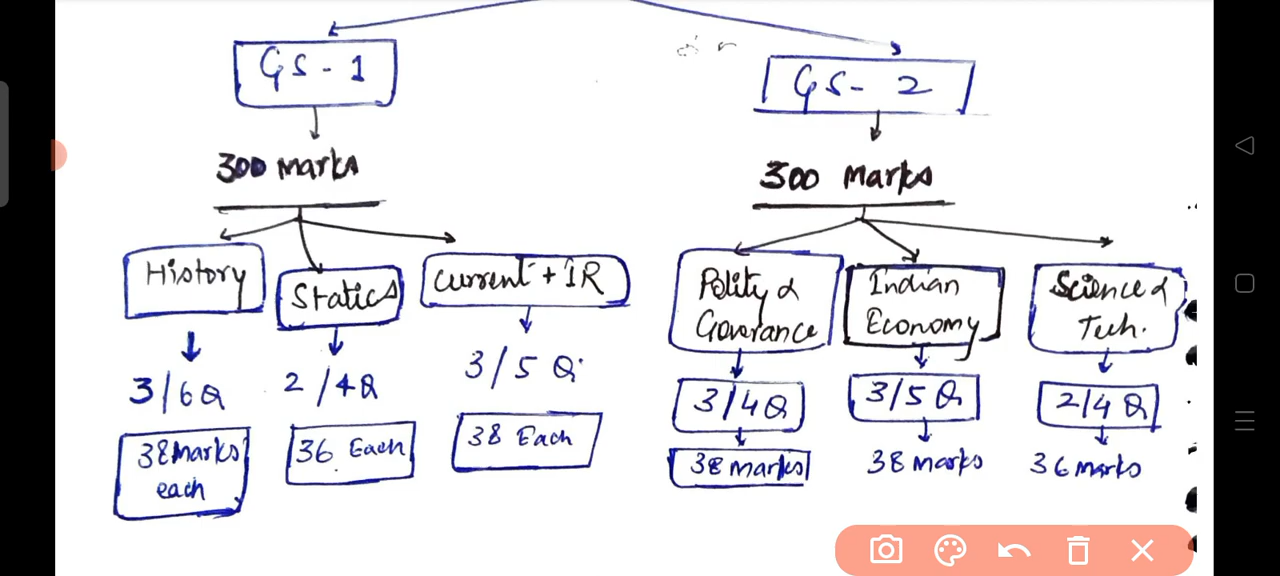 GS - 1
GS - 2
300 Marks
300 Marks
History
Statics
Current + IR
Polity &
Goverance
Indian
Economy
Science &
Tech.
3/6Q
2/4Q
3/5 Q
3/4Q
3/5 Q
2/4 Q
38 Marks
each
36 Each
38 Each
38 marks
38 marks
36 marks